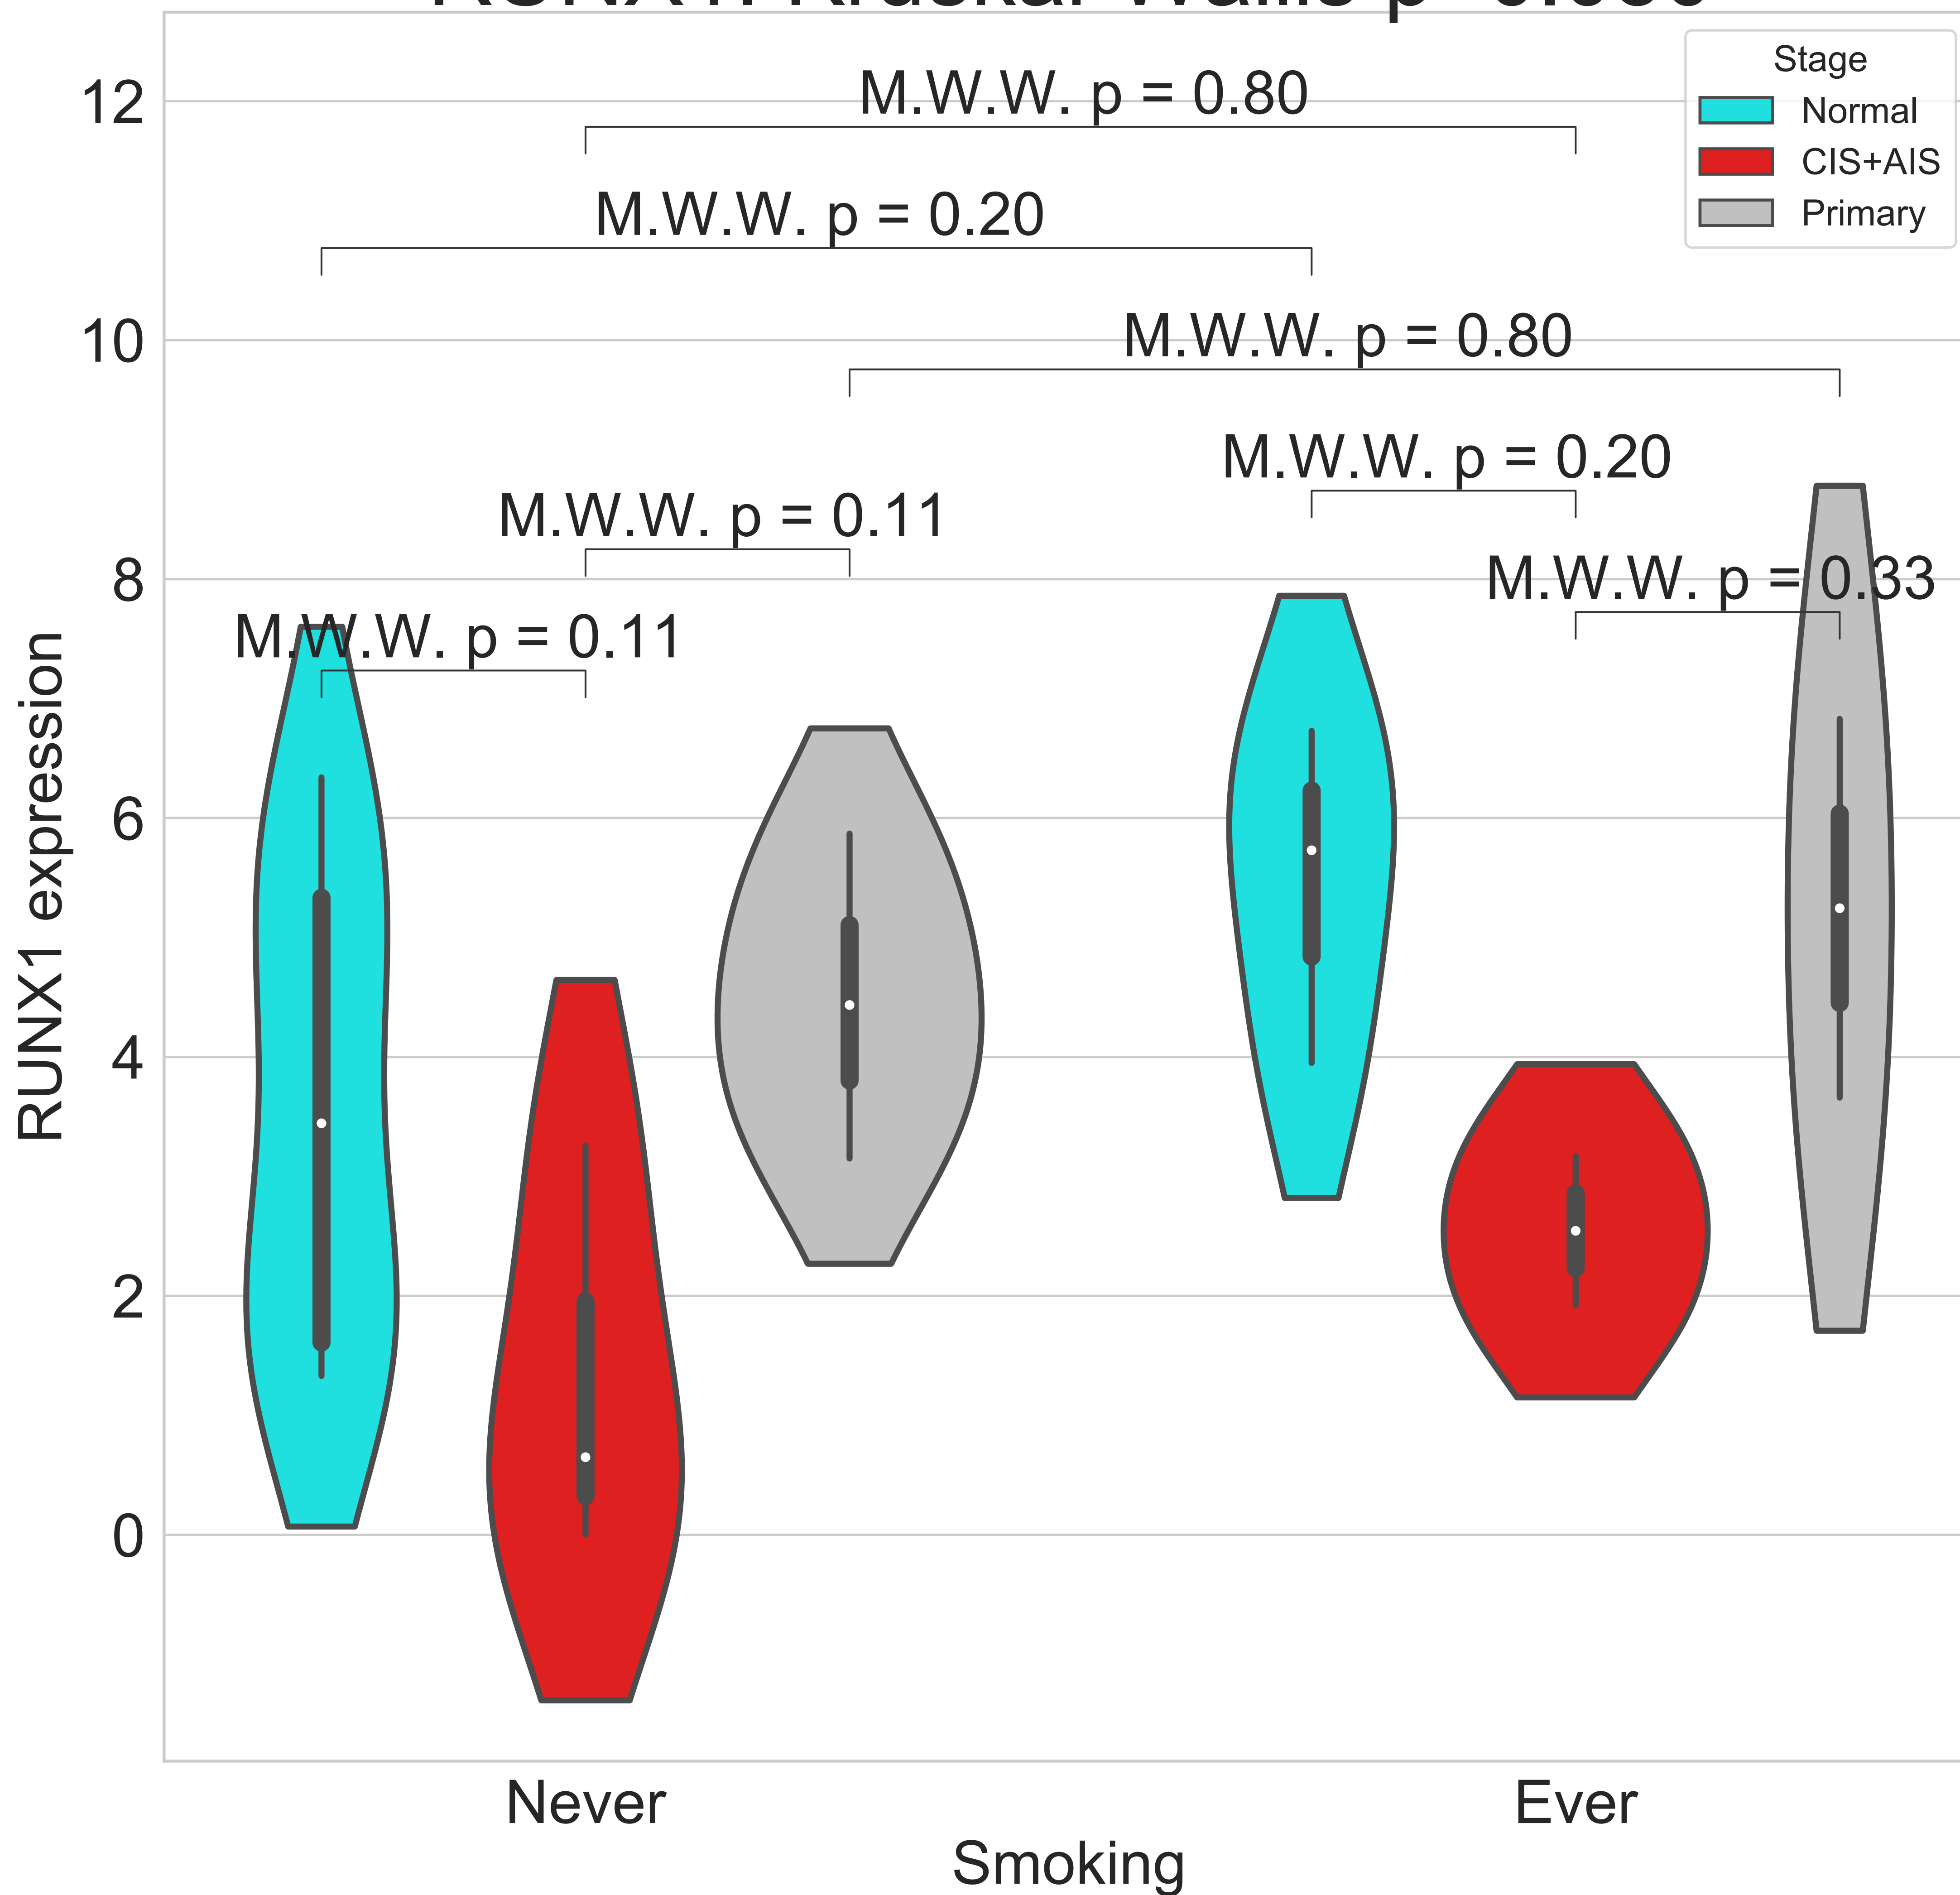 12
10
8
6
4
2
0
RUNX1 expression
M.W.W. p = 0.80
M.W.W. p = 0.20
M.W.W. p = 0.80
M.W.W. p = 0.20
M.W.W. p = 0.11
M.W.W. p = 0.33
M.W.W. p = 0.11
Stage
Normal
CIS+AIS
Primary
Never
Ever
Smoking